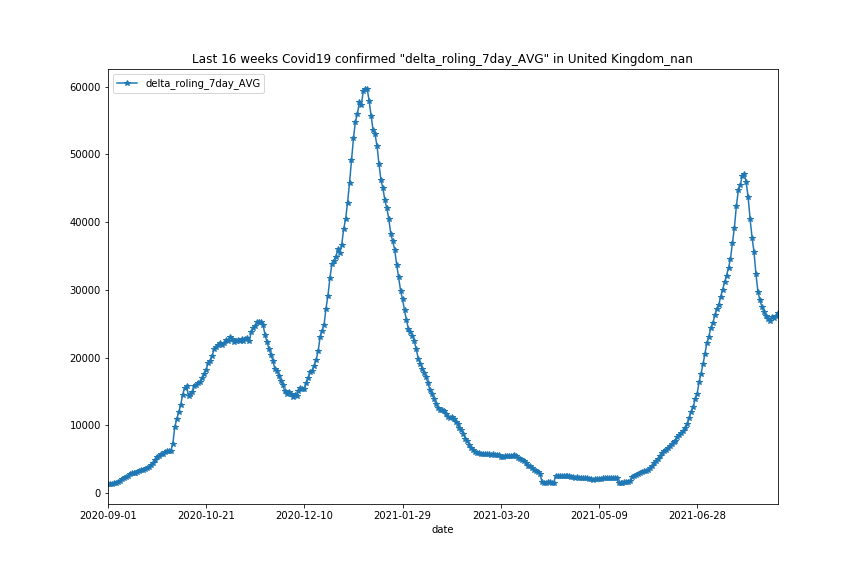 Last 16 weeks Covid19 confirmed "delta_roling_7day_AVG" in United Kingdom_nan
delta_roling_7day_AVG
60000
50000
40000
30000
20000
10000
0
2020-09-01 2020-10-21 2020-12-10 2021-01-29 2021-03-20 2021-05-09 2021-06-28
date